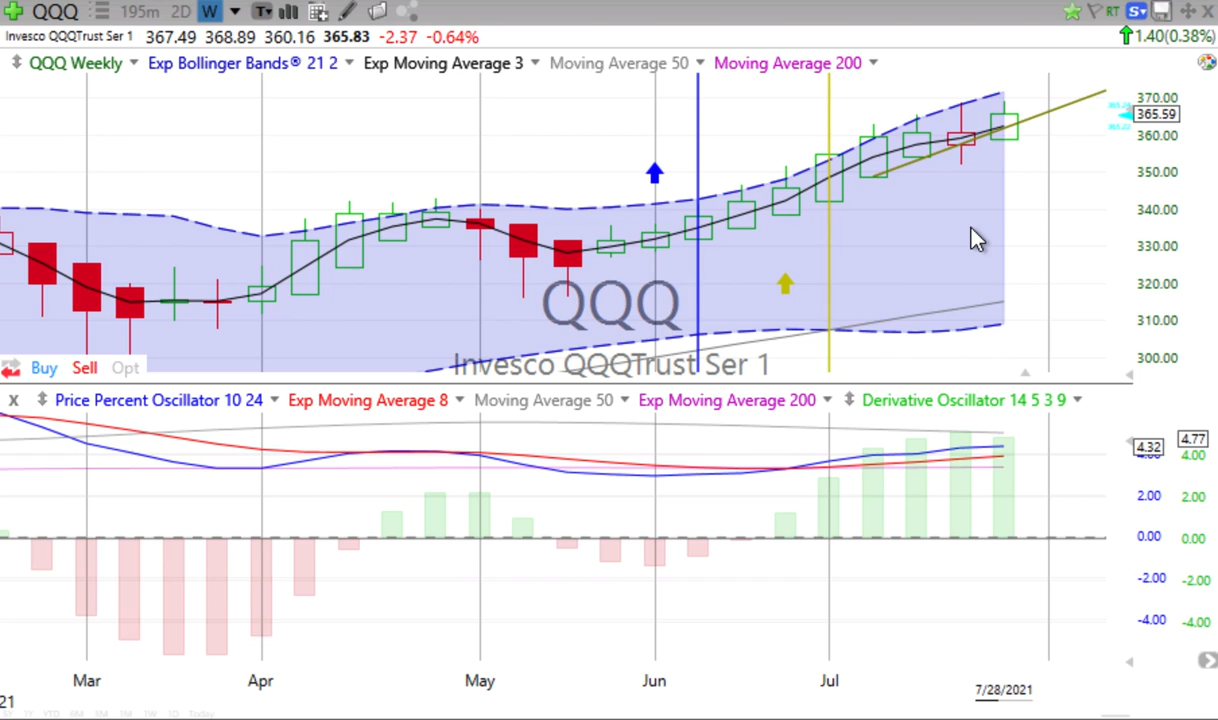 QQQ 195m 2D W T RT S
Invesco QQQTrust Ser 1 367.49 368.89 360.16 365.83 -2.37 -0.64% 1.40(0.38%)
QQQ Weekly Exp Bollinger Bands® 21 2 Exp Moving Average 3 Moving Average 50 Moving Average 200
370.00
365.59
360.00
350.00
340.00
330.00
320.00
310.00
300.00
QQQ
Invesco QQQTrust Ser 1
Buy Sell Opt
X Price Percent Oscillator 10 24 Exp Moving Average 8 Moving Average 50 Exp Moving Average 200 Derivative Oscillator 14 5 3 9
4.32 4.77
4.00 4.00
2.00 2.00
0.00 0.00
-2.00 -2.00
-4.00 -4.00
Mar Apr May Jun Jul 7/28/2021
21
YTD Today